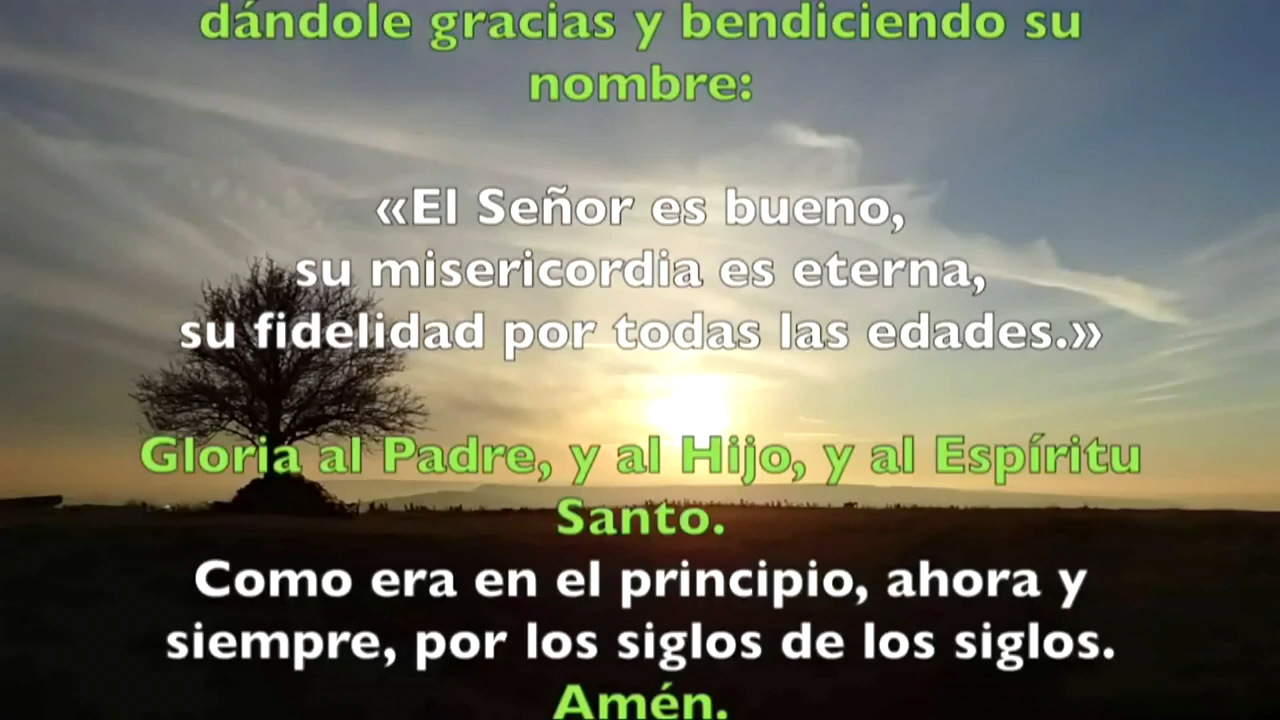 dándole gracias y bendiciendo su
nombre:
«El Señor es bueno,
su misericordia es eterna,
su fidelidad por todas las edades.»
Gloria al Padre, y al Hijo, y al Espíritu
Santo.
Como era en el principio, ahora y
siempre, por los siglos de los siglos.
Amén.